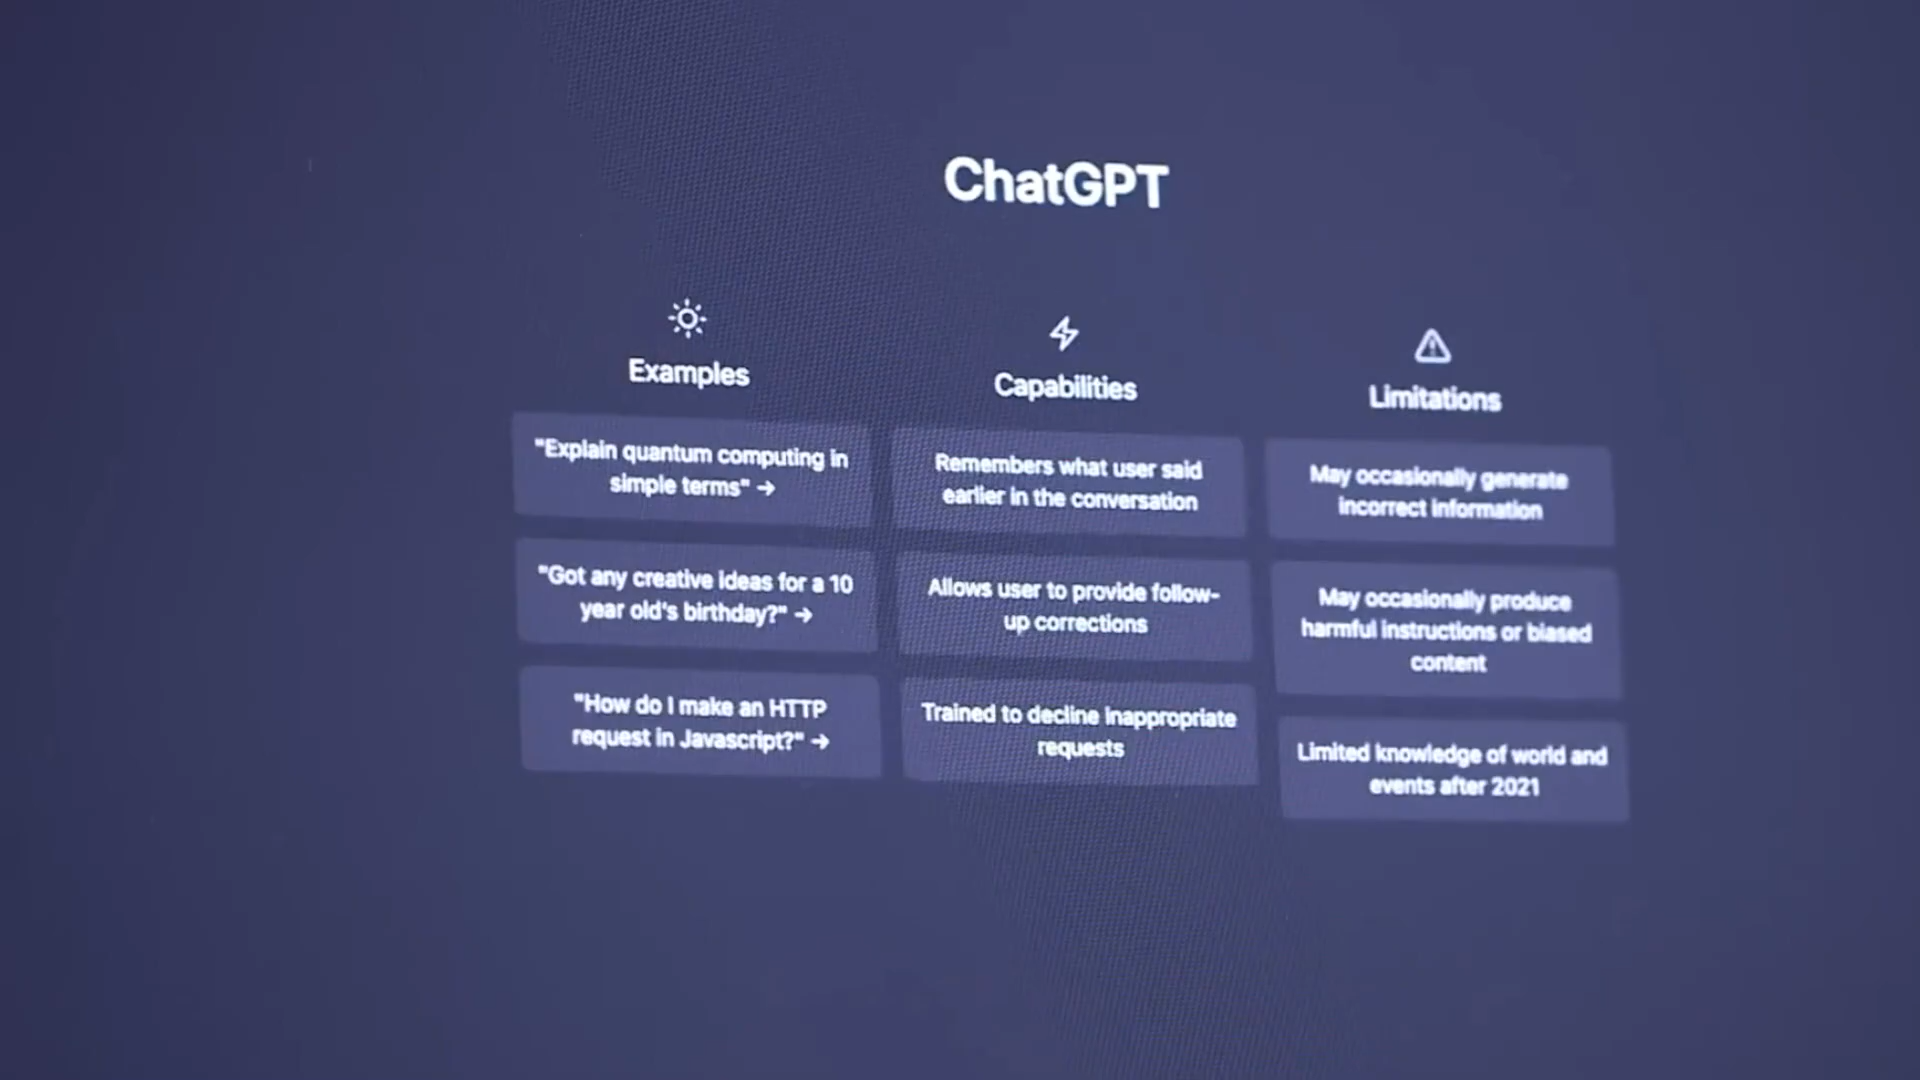 ChatGPT
Examples
"Explain quantum computing in
simple terms" →
"Got any creative ideas for a 10
year old's birthday?" →
"How do I make an HTTP
request in Javascript?" →
Capabilities
Remembers what user said
earlier in the conversation
Allows user to provide follow-
up corrections
Trained to decline inappropriate
requests
Limitations
May occasionally generate
incorrect information
May occasionally produce
harmful instructions or biased
content
Limited knowledge of world and
events after 2021